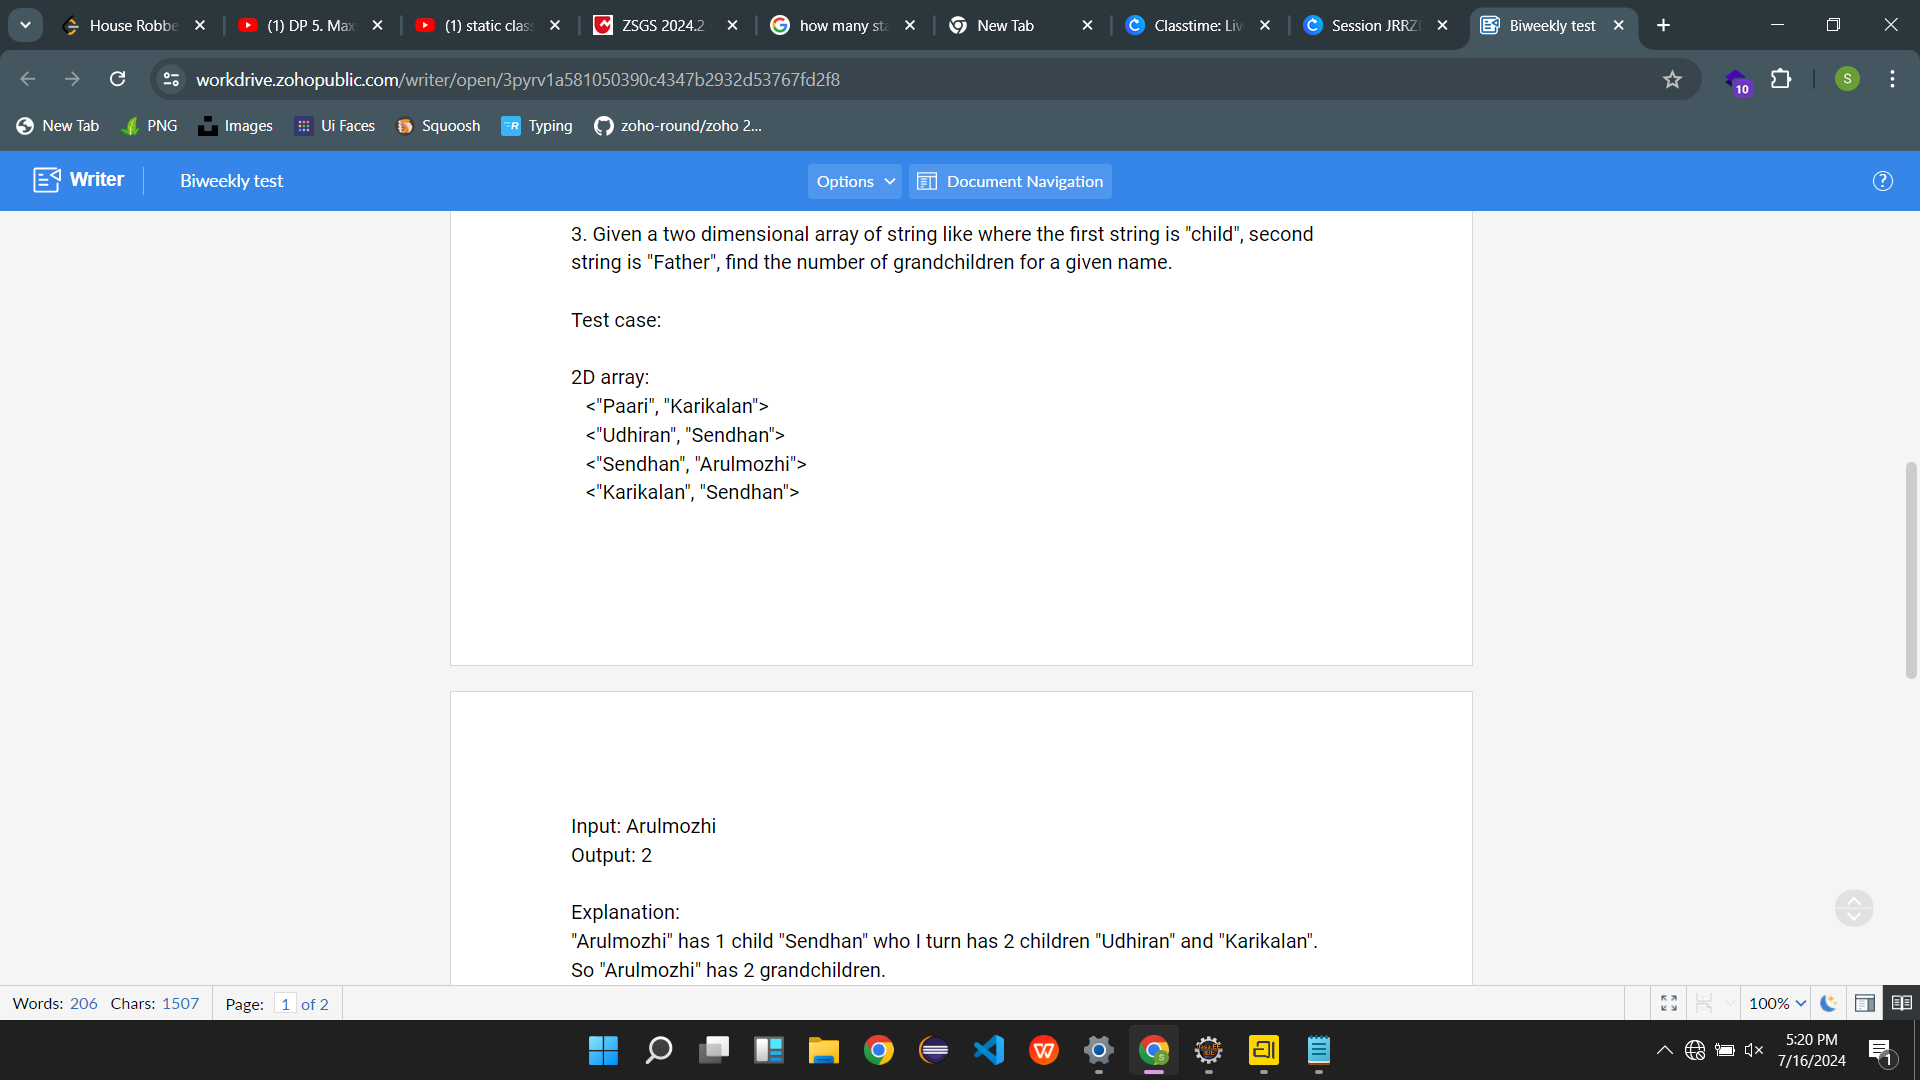 House Robbe
(1) DP 5. Max
(1) static clas
ZSGS 2024.2
how many sta
New Tab
Classtime: Liv
Session JRRZ
Biweekly test
workdrive.zohopublic.com/writer/open/3pyrv1a581050390c4347b2932d53767fd2f8
10
S
New Tab
PNG
Images
Ui Faces
Squoosh
Typing
zoho-round/zoho 2...
Writer
Biweekly test
Options
Document Navigation
3. Given a two dimensional array of string like where the first string is "child", second
string is "Father", find the number of grandchildren for a given name.
Test case:
2D array:
<"Paari", "Karikalan">
<"Udhiran", "Sendhan">
<"Sendhan", "Arulmozhi">
<"Karikalan", "Sendhan">
Input: Arulmozhi
Output: 2
Explanation:
"Arulmozhi" has 1 child "Sendhan" who I turn has 2 children "Udhiran" and "Karikalan".
So "Arulmozhi" has 2 grandchildren.
Words: 206 Chars: 1507 Page: 1 of 2
100%
5:20 PM
7/16/2024
1